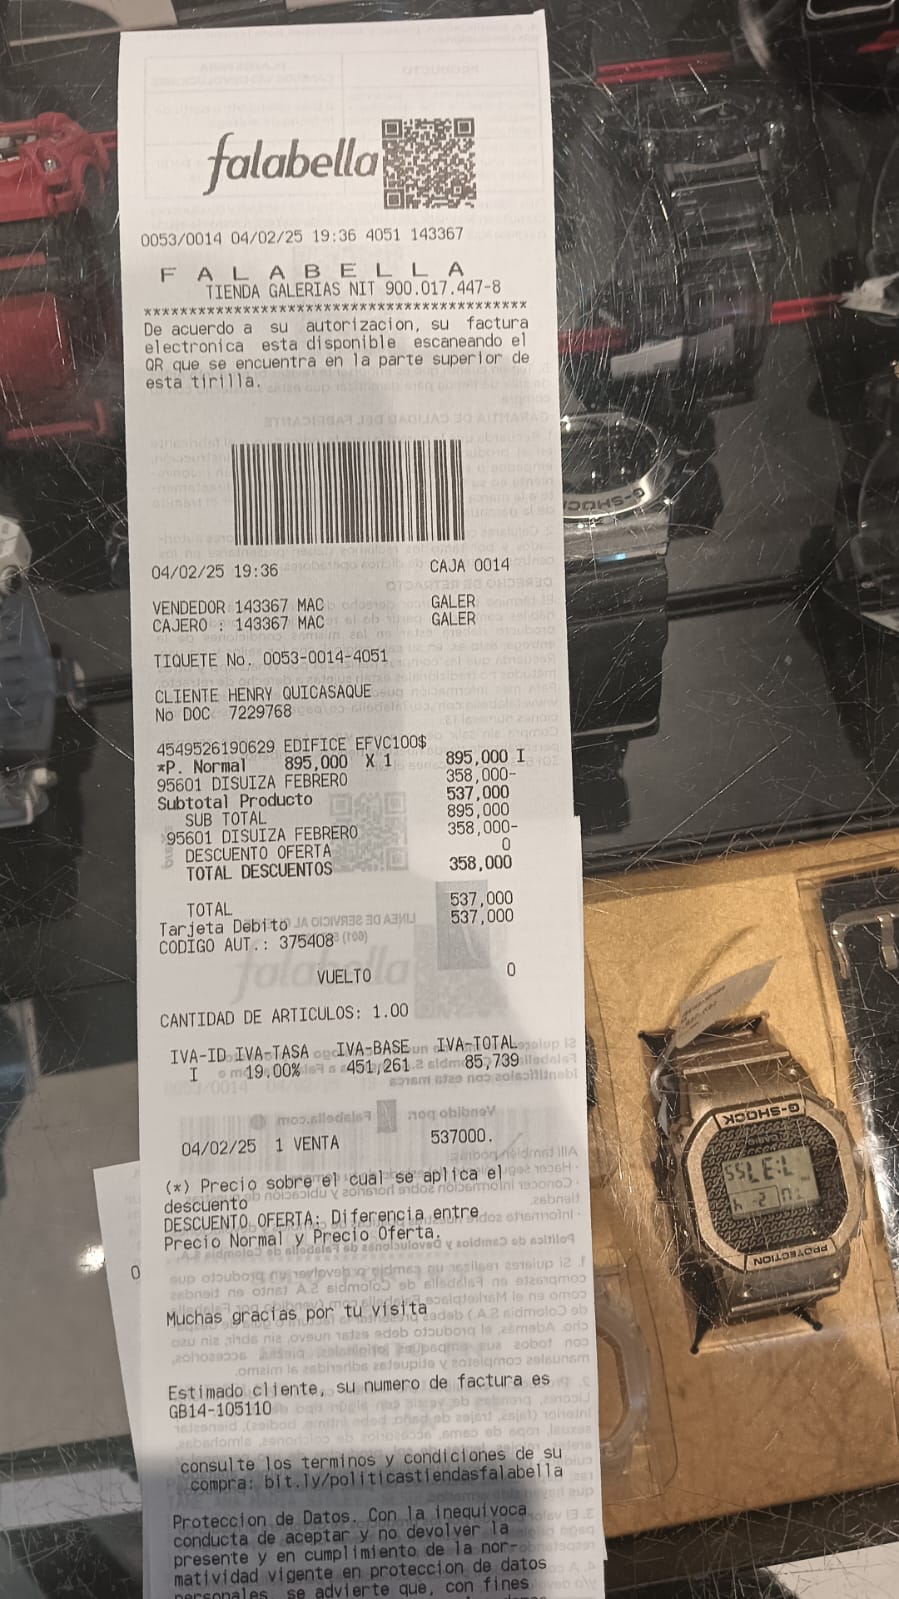 falabella
0053/0014 04/02/25 19:36 4051 143367
F A L A B E L L A
TIENDA GALERIAS NIT 900.017.447-8
*******************************************
De acuerdo a su autorizacion, su factura
electronica esta disponible escaneando el
QR que se encuentra en la parte superior de
esta tirilla.
04/02/25 19:36 CAJA 0014
VENDEDOR 143367 MAC GALER
CAJERO : 143367 MAC GALER
TIQUETE No. 0053-0014-4051
CLIENTE HENRY QUICASAQUE
No DOC 7229768
4549526190629 EDIFICE EFVC100$
*P. Normal 895,000 X 1 895,000 I
95601 DISUIZA FEBRERO 358,000-
Subtotal Producto 537,000
SUB TOTAL 895,000
95601 DISUIZA FEBRERO 358,000-
DESCUENTO OFERTA 0
TOTAL DESCUENTOS 358,000
TOTAL 537,000
Tarjeta Debito 537,000
CODIGO AUT.: 375408
VUELTO 0
CANTIDAD DE ARTICULOS: 1.00
IVA-ID IVA-TASA IVA-BASE IVA-TOTAL
I 19.00% 451,261 85,739
04/02/25 1 VENTA 537000.
(*) Precio sobre el cual se aplica el
descuento
DESCUENTO OFERTA: Diferencia entre
Precio Normal y Precio Oferta.
Muchas gracias por tu visita
Estimado cliente, su numero de factura es
GB14-105110
consulte los terminos y condiciones de su
compra: bit.ly/politicastiendasfalabella
Proteccion de Datos. Con la inequivoca
conducta de aceptar y no devolver la
presente y en cumplimiento de la nor-
matividad vigente en proteccion de datos
personales, se advierte que, con fines
G-SHOCK
G-SHOCK
PROTECTION